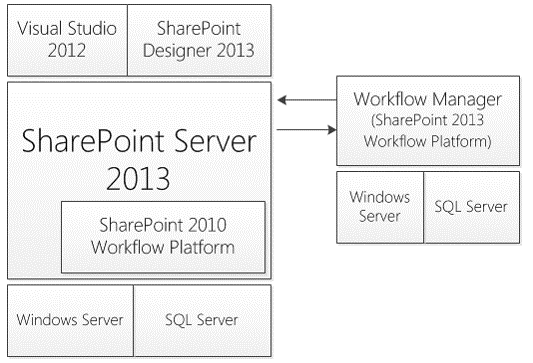 Visual Studio
2012
SharePoint
Designer 2013
SharePoint Server
2013
SharePoint 2010
Workflow Platform
Windows Server
SQL Server
Workflow Manager
(SharePoint 2013
Workflow Platform)
Windows
Server
SQL Server